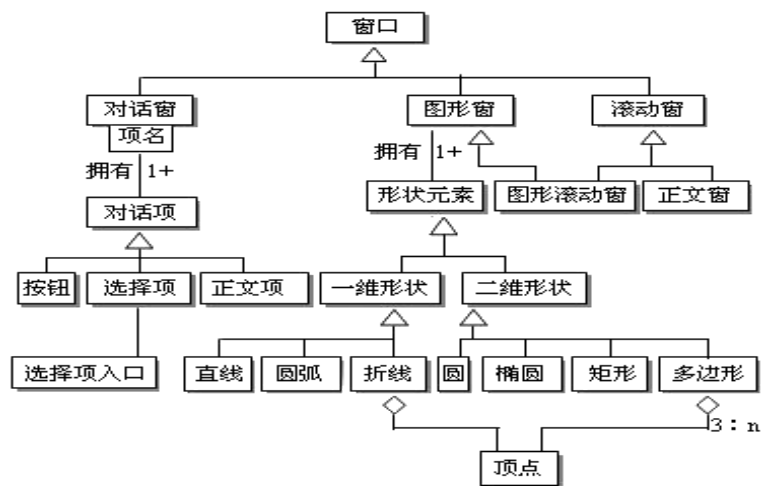 窗口
对话窗
图形窗
滚动窗
项名
拥有
1+
拥有
1+
对话项
形状元素
图形滚动窗
正文窗
按钮
选择项
正文项
一维形状
二维形状
选择项入口
直线
圆弧
折线
圆
椭圆
矩形
多边形
3：n
顶点